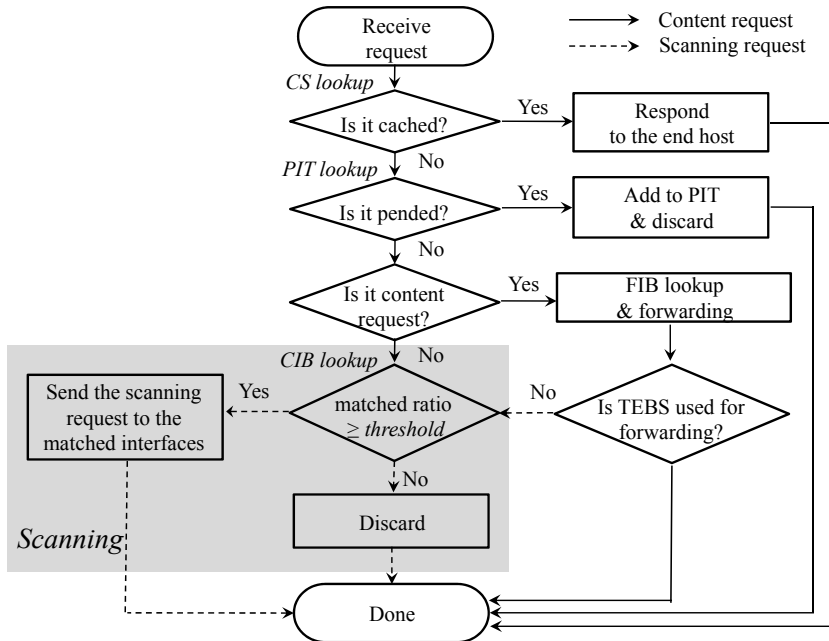 Receive
request
Content request
Scanning request
CS lookup
Is it cached?
Yes
Respond
to the end host
No
PIT lookup
Is it pended?
Yes
Add to PIT
& discard
No
Is it content
request?
Yes
FIB lookup
& forwarding
No
CIB lookup
Send the scanning
request to the
matched interfaces
Yes
matched ratio
≥ threshold
No
Is TEBS used for
forwarding?
No
Discard
Scanning
Done